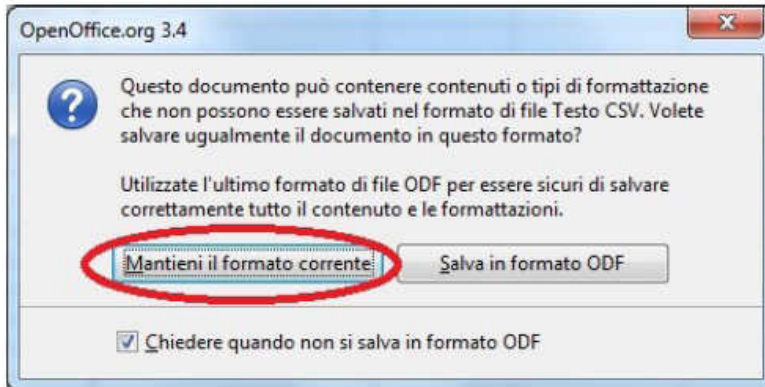 OpenOffice.org 3.4
Questo documento può contenere contenuti o tipi di formattazione
che non possono essere salvati nel formato di file Testo CSV. Volete
salvare ugualmente il documento in questo formato?
Utilizzate l'ultimo formato di file ODF per essere sicuri di salvare
correttamente tutto il contenuto e le formattazioni.
Mantieni il formato corrente Salva in formato ODF
Chiedere quando non si salva in formato ODF